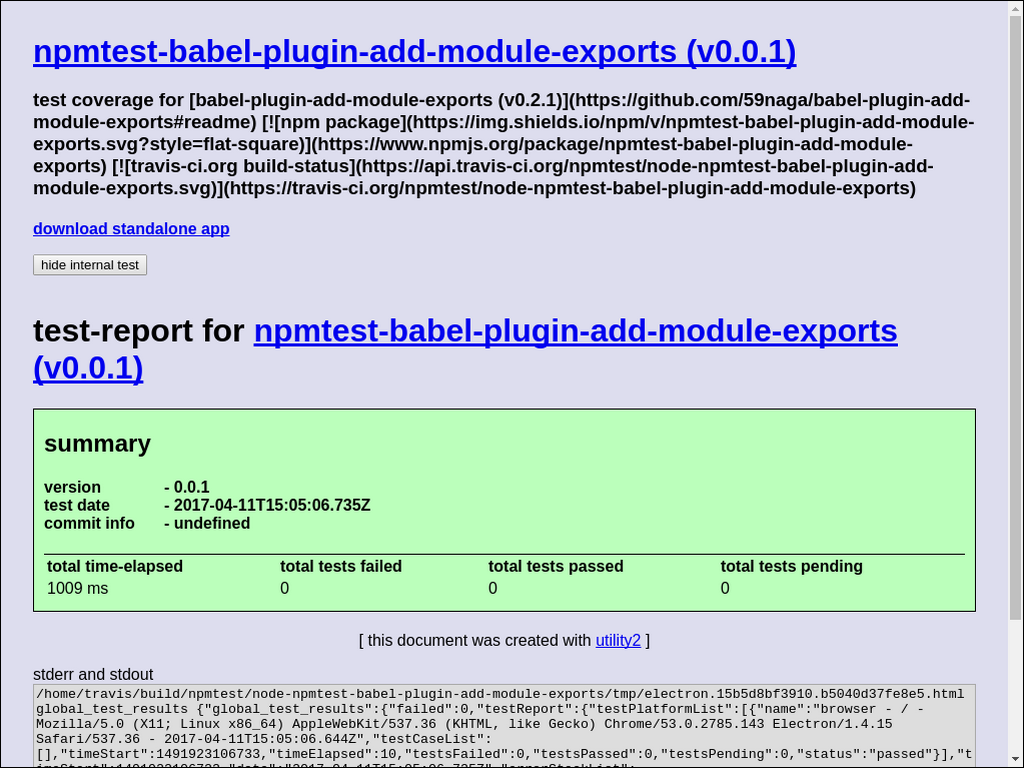 npmtest-babel-plugin-add-module-exports (v0.0.1)
test coverage for [babel-plugin-add-module-exports (v0.2.1)](https://github.com/59naga/babel-plugin-add-
module-exports#readme) [![npm package](https://img.shields.io/npm/v/npmtest-babel-plugin-add-module-
exports.svg?style=flat-square)](https://www.npmjs.org/package/npmtest-babel-plugin-add-module-
exports) [![travis-ci.org build-status](https://api.travis-ci.org/npmtest/node-npmtest-babel-plugin-add-
module-exports.svg)](https://travis-ci.org/npmtest/node-npmtest-babel-plugin-add-module-exports)
download standalone app
hide internal test
test-report for npmtest-babel-plugin-add-module-exports
(v0.0.1)
summary
version - 0.0.1
test date - 2017-04-11T15:05:06.735Z
commit info - undefined
total time-elapsed total tests failed total tests passed total tests pending
1009 ms 0 0 0
[ this document was created with utility2 ]
stderr and stdout
/home/travis/build/npmtest/node-npmtest-babel-plugin-add-module-exports/tmp/electron.15b5d8bf3910.b5040d37fe8e5.html
global_test_results {"global_test_results":{"failed":0,"testReport":{"testPlatformList":[{"name":"browser - / -
Mozilla/5.0 (X11; Linux x86_64) AppleWebKit/537.36 (KHTML, like Gecko) Chrome/53.0.2785.143 Electron/1.4.15
Safari/537.36 - 2017-04-11T15:05:06.644Z","testCaseList":
[],"timeStart":1491923106733,"timeElapsed":10,"testsFailed":0,"testsPassed":0,"testsPending":0,"status":"passed"}],"t